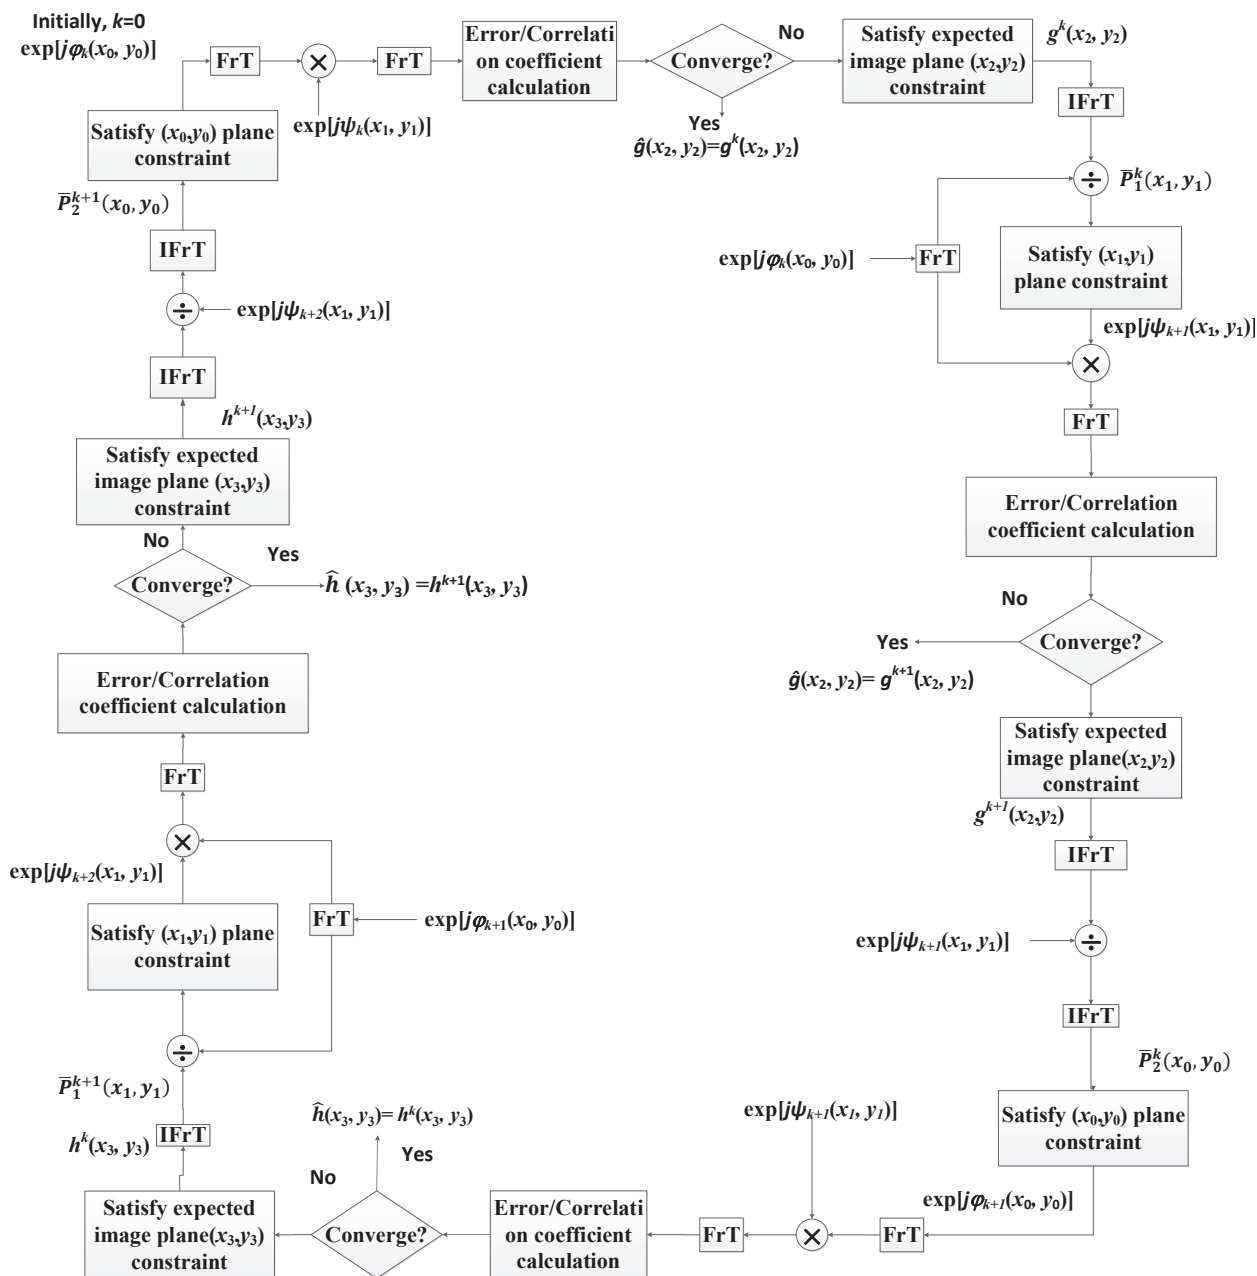 Initially, k=0
exp[jφₖ(x₀, y₀)]
FrT
×
FrT
exp[jψₖ(x₁, y₁)]
Error/Correlati
on coefficient
calculation
Converge?
No
Yes
ĝ(x₂, y₂)=gᵏ(x₂, y₂)
Satisfy expected
image plane (x₂,y₂)
constraint
gᵏ(x₂, y₂)
IFrT
÷
P̅₁ᵏ(x₁, y₁)
exp[jφₖ(x₀, y₀)]
FrT
Satisfy (x₁,y₁)
plane constraint
exp[jψₖ₊₁(x₁, y₁)]
×
FrT
Error/Correlation
coefficient calculation
No
Converge?
Yes
ĝ(x₂, y₂)= gᵏ⁺¹(x₂, y₂)
Satisfy expected
image plane(x₂,y₂)
constraint
gᵏ⁺¹(x₂,y₂)
IFrT
exp[jψₖ₊₁(x₁, y₁)]
÷
IFrT
P̅₂ᵏ(x₀, y₀)
Satisfy (x₀,y₀) plane
constraint
exp[jφₖ₊₁(x₀, y₀)]
FrT
×
exp[jψₖ₊₁(x₁, y₁)]
FrT
Error/Correlati
on coefficient
calculation
Converge?
Yes
ĥ(x₃, y₃)= hᵏ(x₃, y₃)
No
Satisfy expected
image plane(x₃,y₃)
constraint
hᵏ(x₃, y₃)
IFrT
P̅₁ᵏ⁺¹(x₁, y₁)
÷
Satisfy (x₁,y₁) plane
constraint
FrT
exp[jφₖ₊₁(x₀, y₀)]
exp[jψₖ₊₂(x₁, y₁)]
×
FrT
Error/Correlation
coefficient calculation
Converge?
Yes
ĥ (x₃, y₃) =hᵏ⁺¹(x₃, y₃)
No
Satisfy expected
image plane (x₃,y₃)
constraint
hᵏ⁺¹(x₃,y₃)
IFrT
÷
exp[jψₖ₊₂(x₁, y₁)]
IFrT
P̅₂ᵏ⁺¹(x₀, y₀)
Satisfy (x₀,y₀) plane
constraint